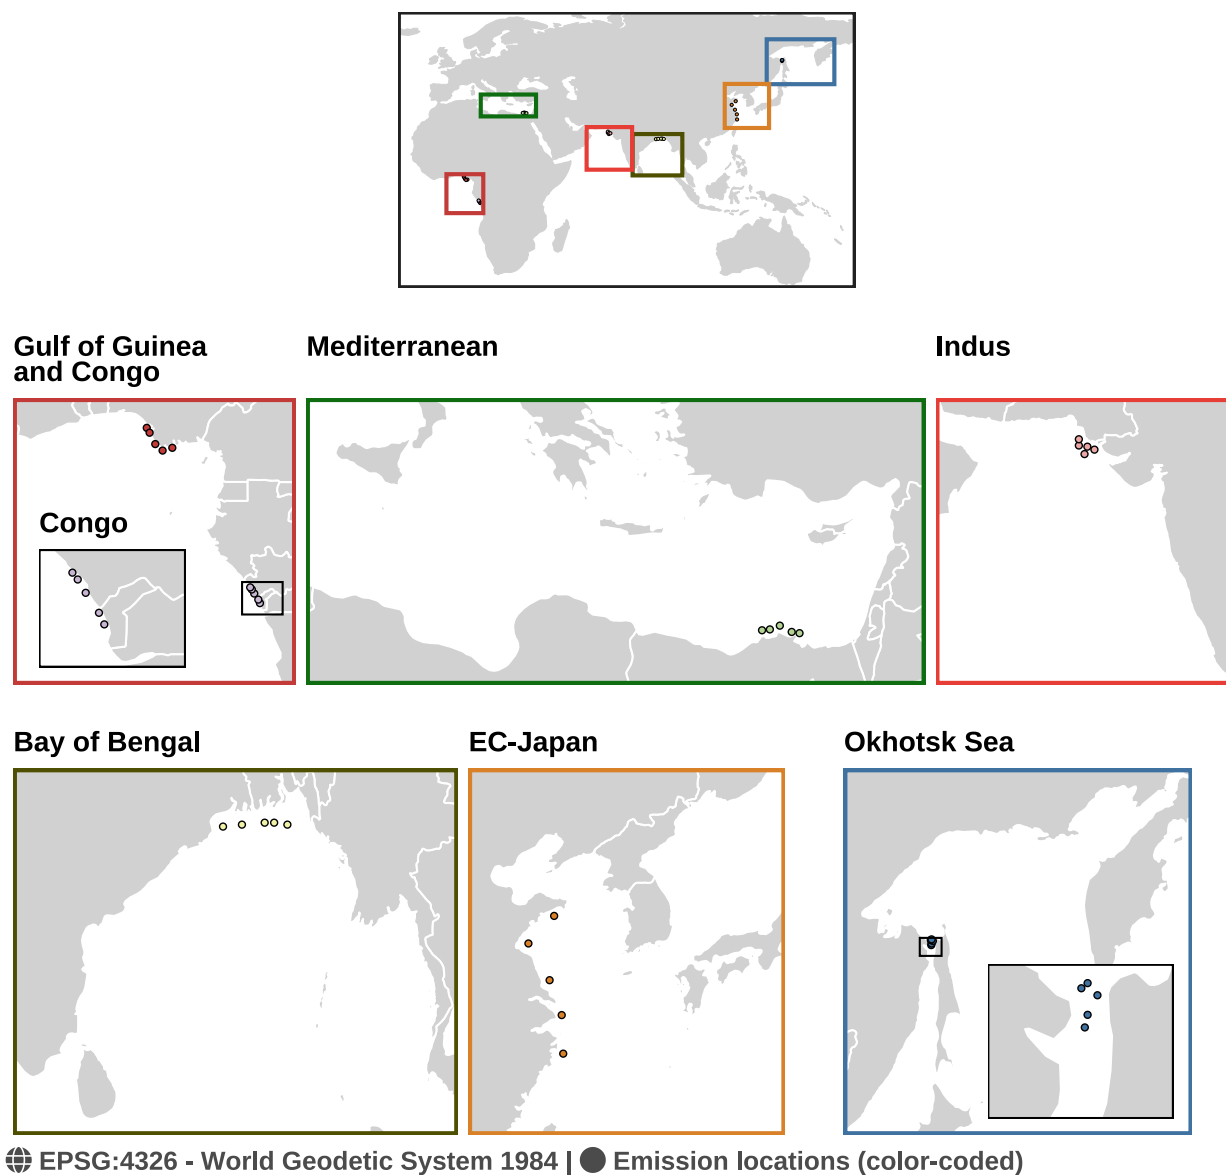 Gulf of Guinea
and Congo
Mediterranean
Indus
Congo
Bay of Bengal
EC-Japan
Okhotsk Sea
EPSG:4326 - World Geodetic System 1984 | Emission locations (color-coded)